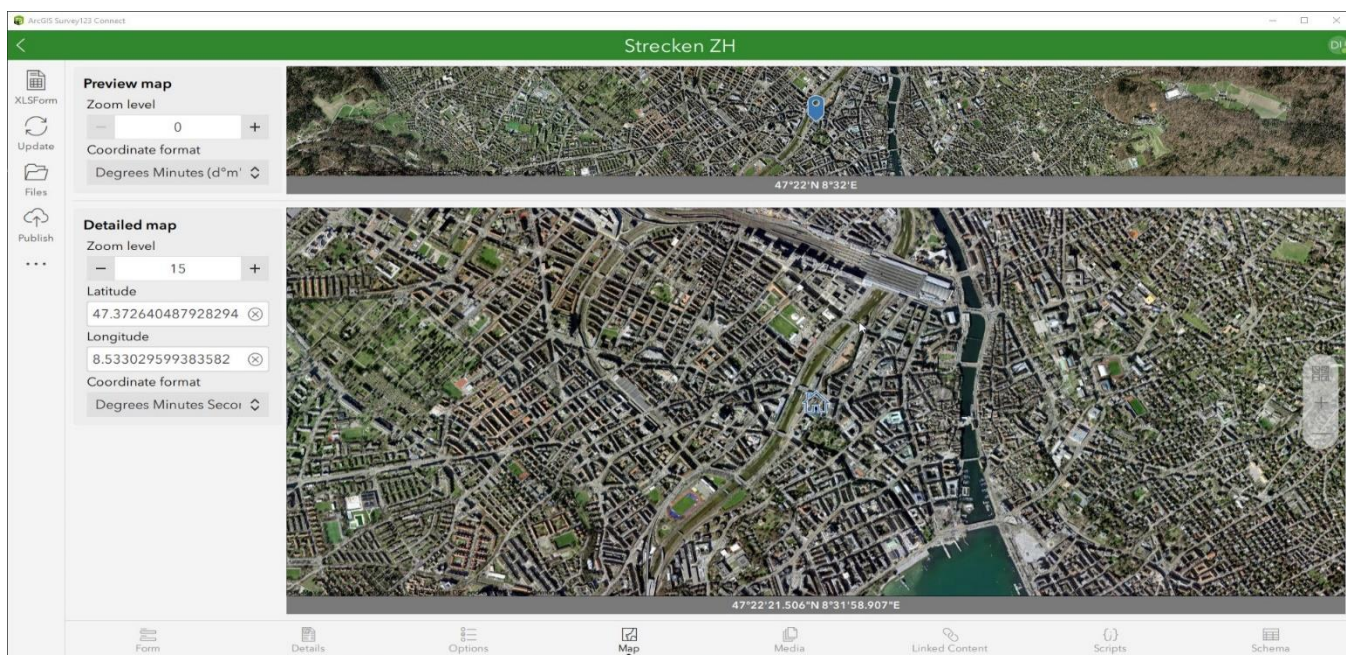 ArcGIS Survey123 Connect
Strecken ZH
DI
XLSForm
Update
Files
Publish
Preview map
Zoom level
0
Coordinate format
Degrees Minutes (d°m'
47°22'N 8°32'E
Detailed map
Zoom level
15
Latitude
47.372640487928294
Longitude
8.533029599383582
Coordinate format
Degrees Minutes Secor
47°22'21.506"N 8°31'58.907"E
Form
Details
Options
Map
Media
Linked Content
Scripts
Schema